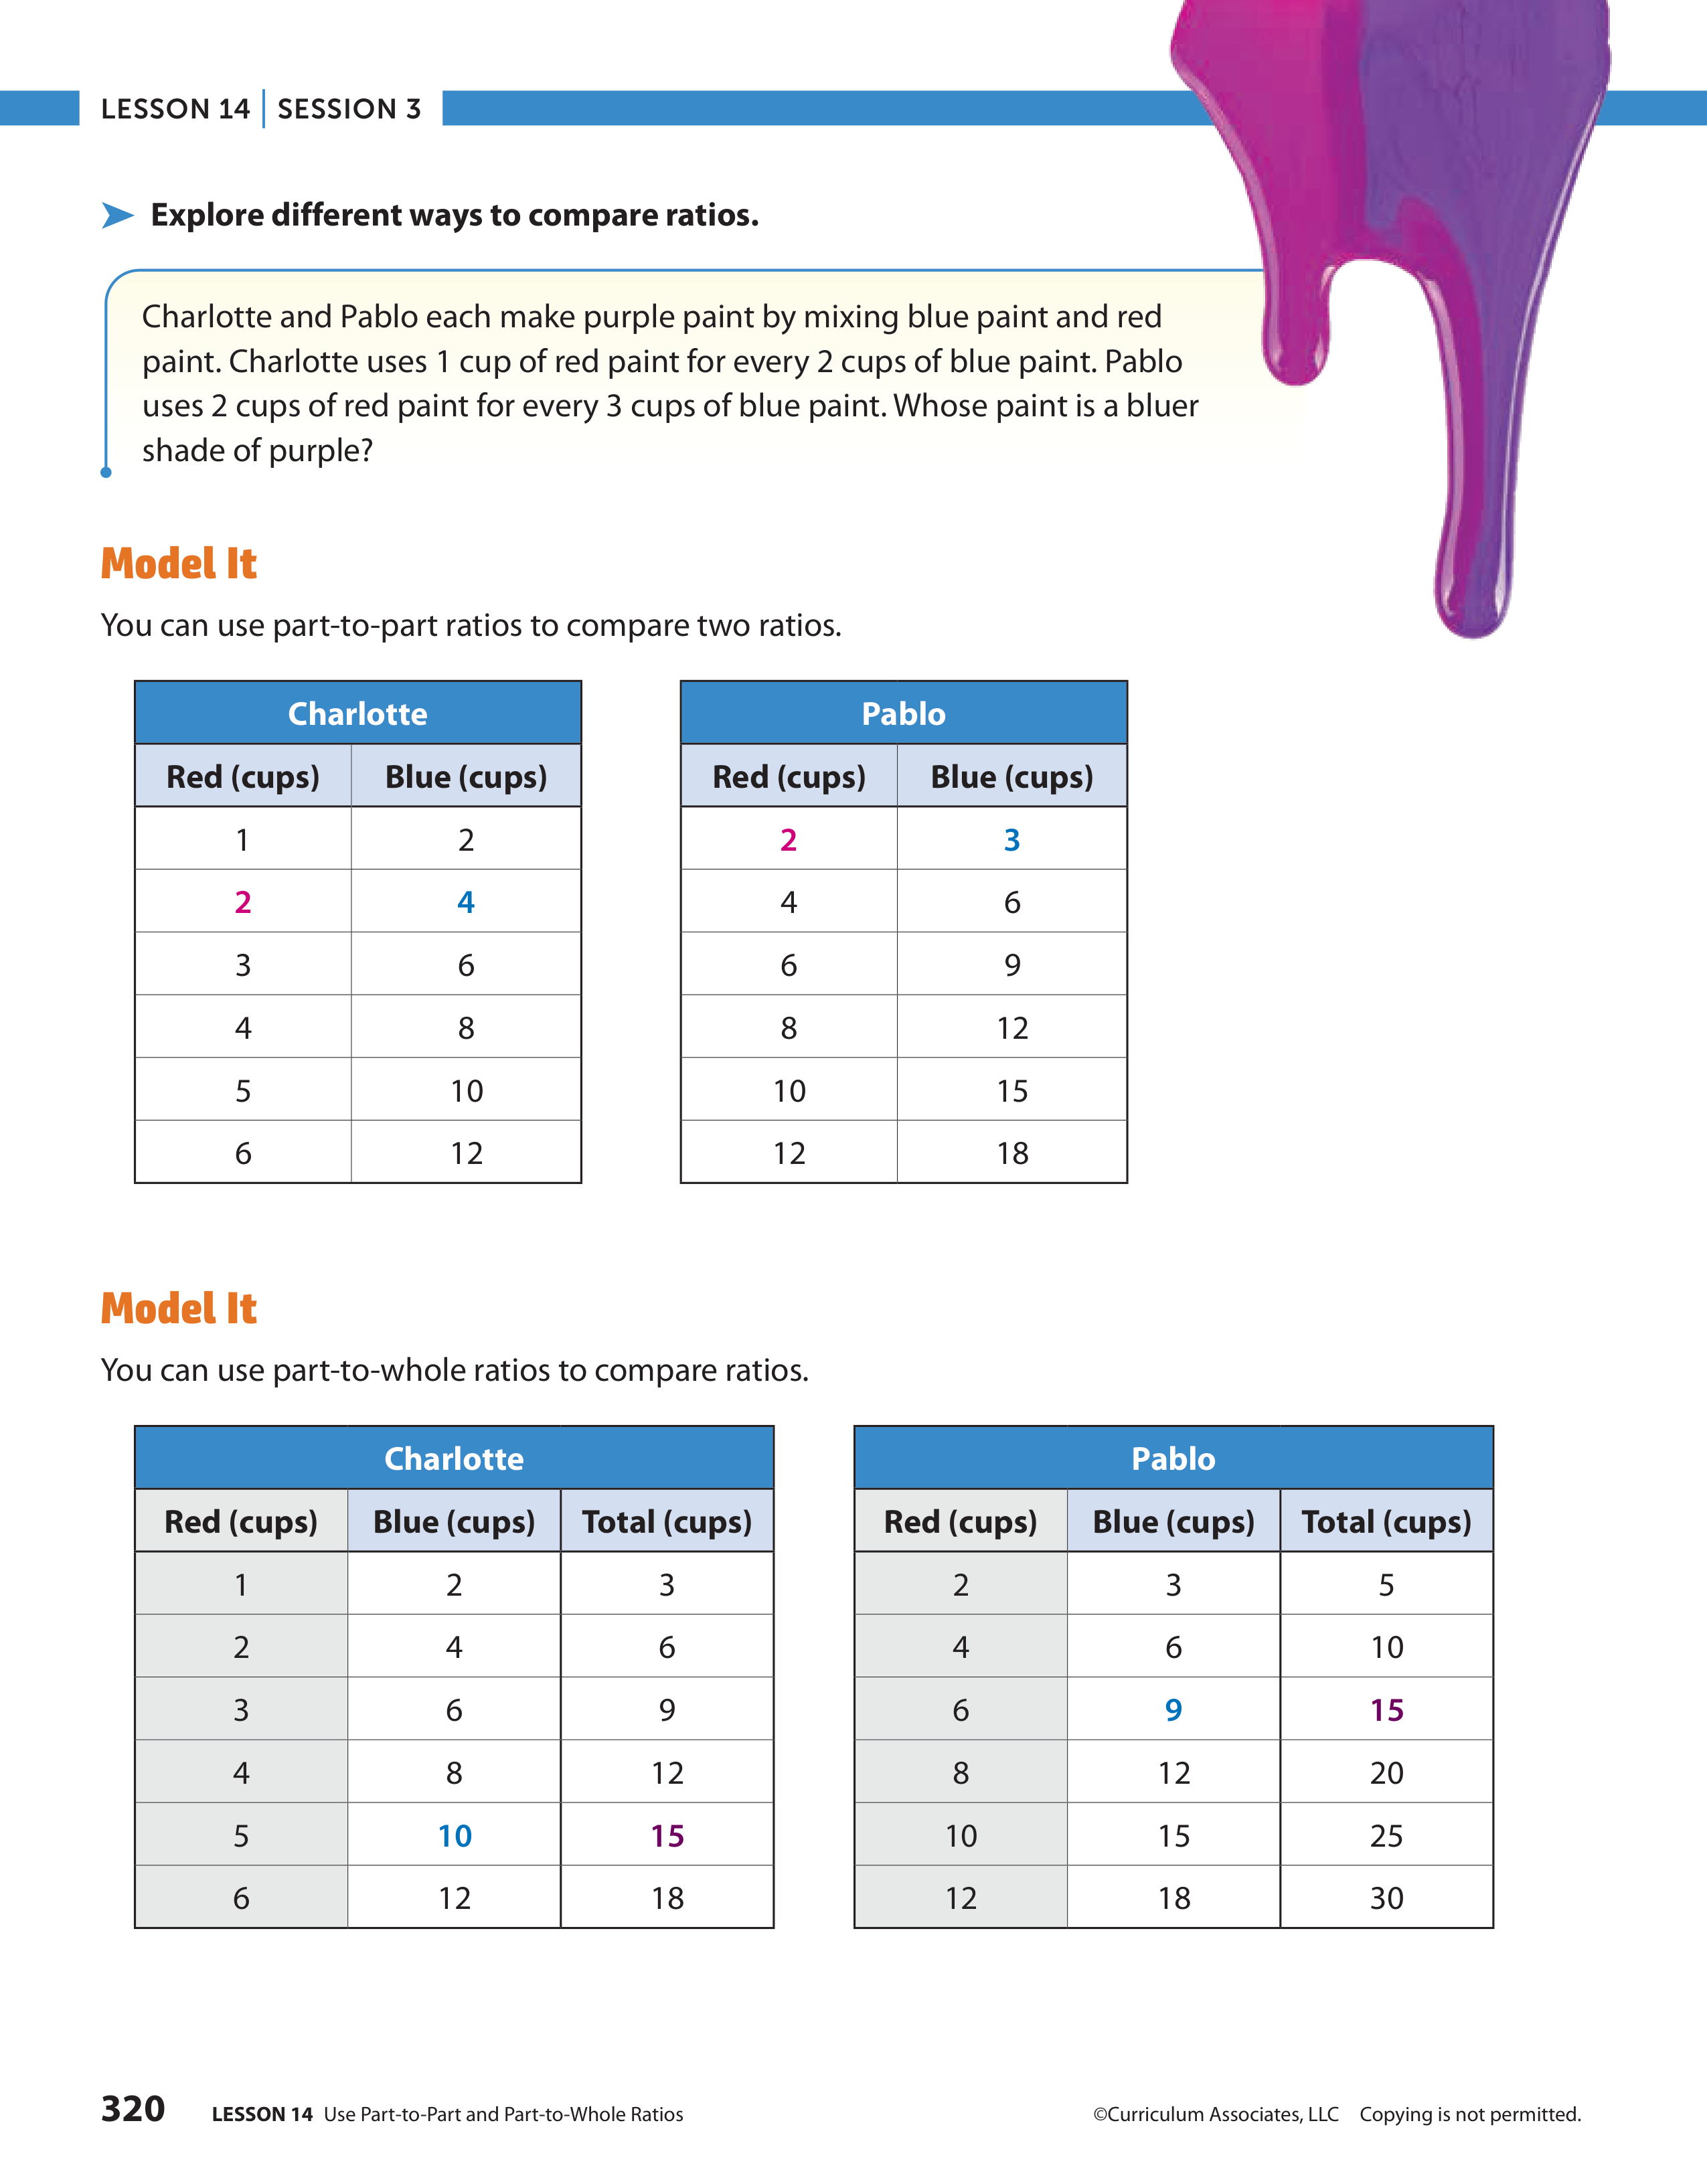 LESSON 14 | SESSION 3
Explore different ways to compare ratios.
Charlotte and Pablo each make purple paint by mixing blue paint and red
paint. Charlotte uses 1 cup of red paint for every 2 cups of blue paint. Pablo
uses 2 cups of red paint for every 3 cups of blue paint. Whose paint is a bluer
shade of purple?
Model It
You can use part-to-part ratios to compare two ratios.
Charlotte
Red (cups) Blue (cups)
1 2
2 4
3 6
4 8
5 10
6 12
Pablo
Red (cups) Blue (cups)
2 3
4 6
6 9
8 12
10 15
12 18
Model It
You can use part-to-whole ratios to compare ratios.
Charlotte
Red (cups) Blue (cups) Total (cups)
1 2 3
2 4 6
3 6 9
4 8 12
5 10 15
6 12 18
Pablo
Red (cups) Blue (cups) Total (cups)
2 3 5
4 6 10
6 9 15
8 12 20
10 15 25
12 18 30
320 LESSON 14 Use Part-to-Part and Part-to-Whole Ratios
©Curriculum Associates, LLC Copying is not permitted.